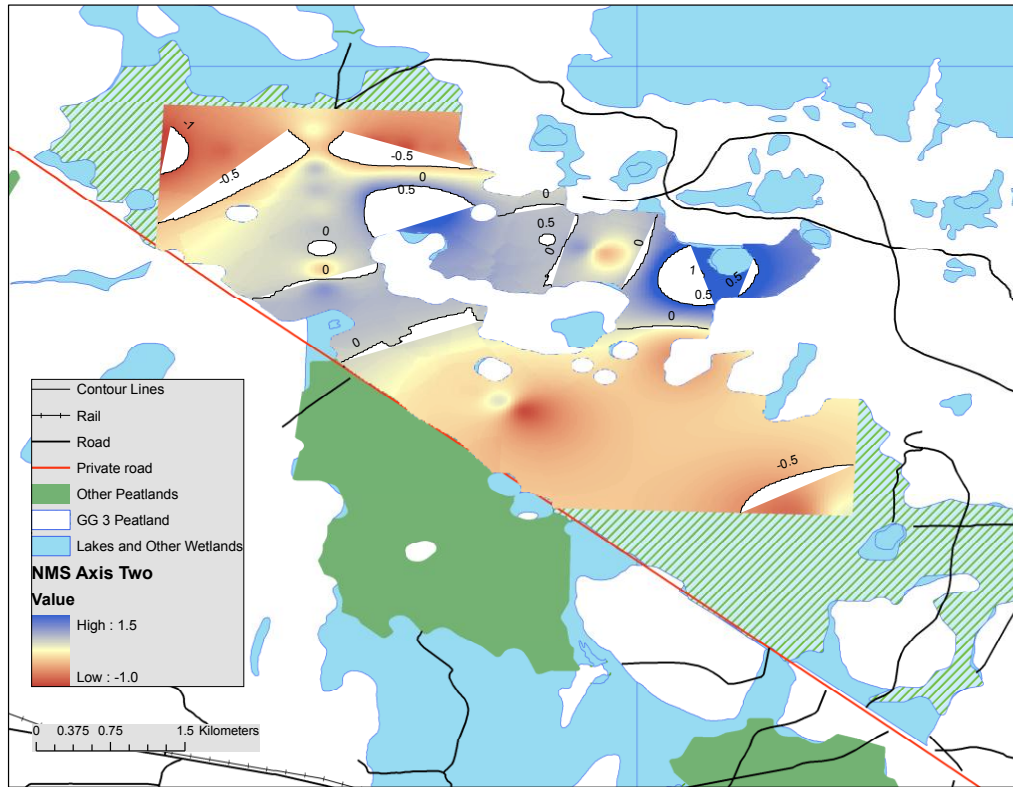 -1
-0.5
-0.5
0
0.5
0
0
0
0
0.5
0
0
1
0.5
0.5
0
0
-0.5
Contour Lines
Rail
Road
Private road
Other Peatlands
GG 3 Peatland
Lakes and Other Wetlands
NMS Axis Two
Value
High : 1.5
Low : -1.0
0 0.375 0.75 1.5 Kilometers